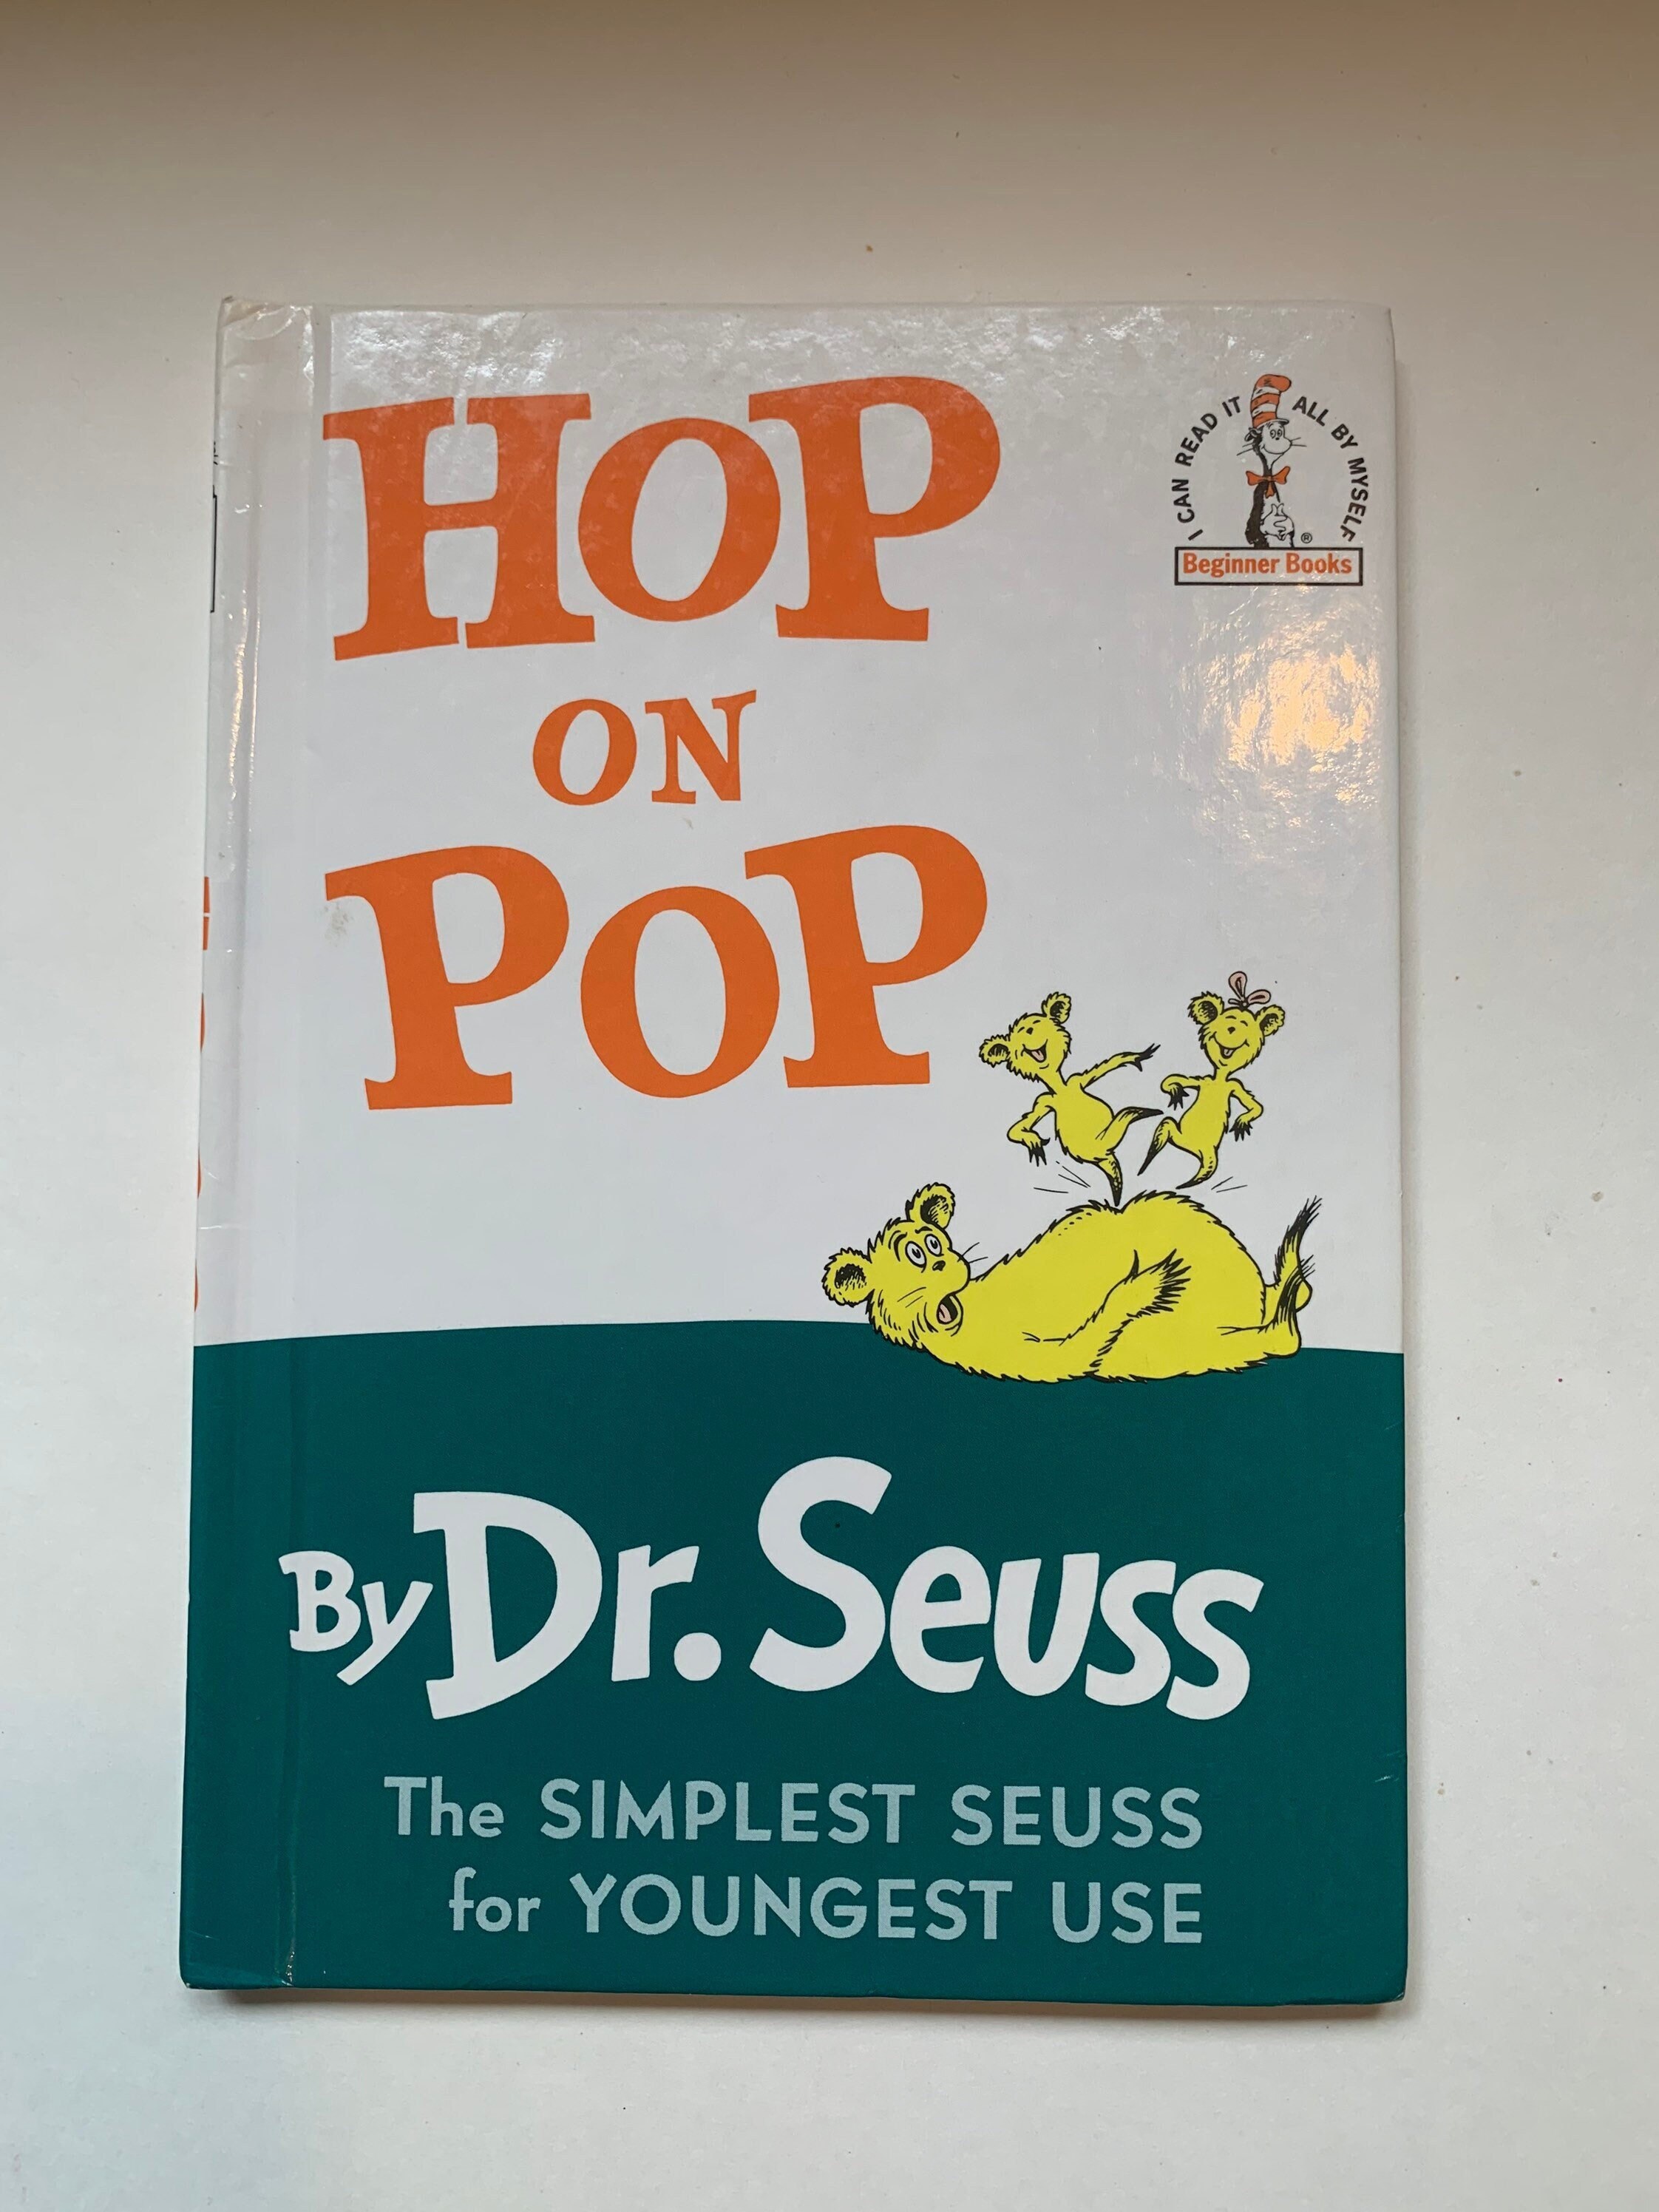 HOP
ON
POP
I CAN READ IT ALL BY MYSELF
®
Beginner Books
By Dr. Seuss
The SIMPLEST SEUSS
for YOUNGEST USE